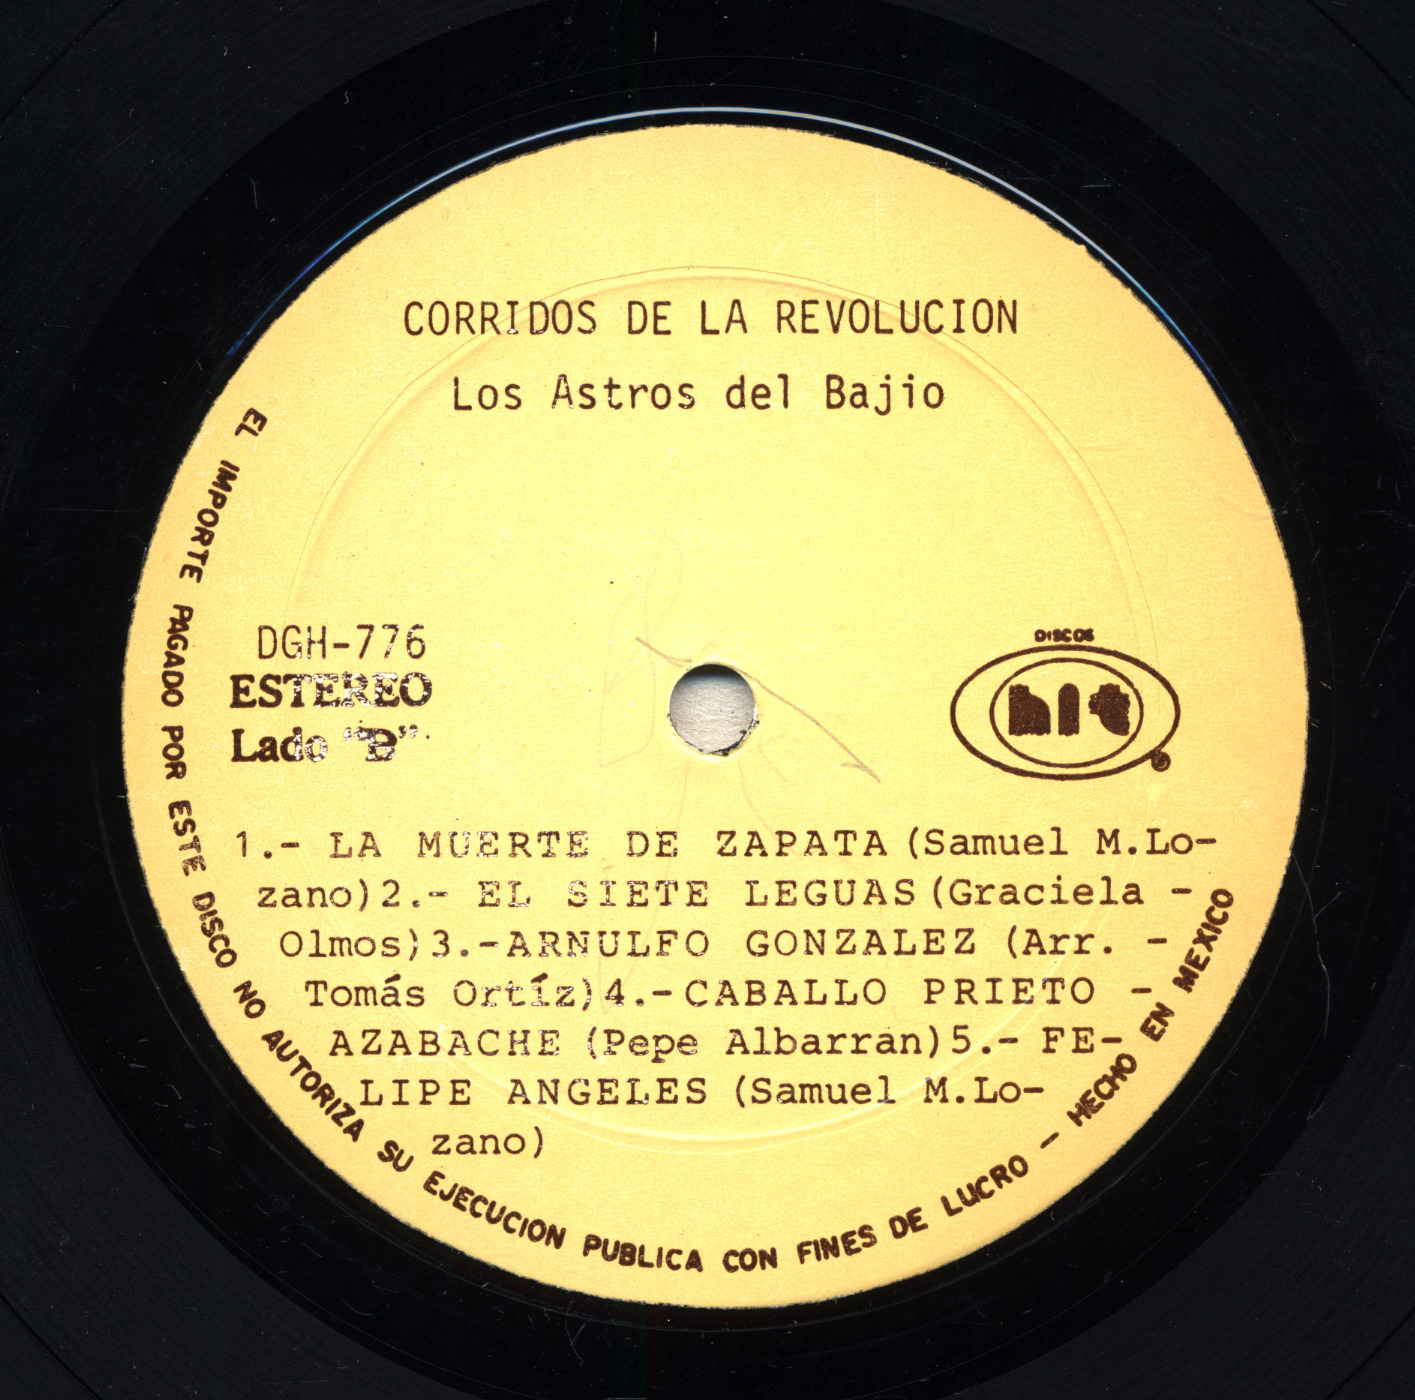 CORRIDOS DE LA REVOLUCION
Los Astros del Bajio
DGH-776
ESTEREO
Lado "B"
DISCOS
1.- LA MUERTE DE ZAPATA (Samuel M.Lo-
zano)2.- EL SIETE LEGUAS (Graciela -
Olmos)3.-ARNULFO GONZALEZ (Arr. -
Tomás Ortíz)4.-CABALLO PRIETO -
AZABACHE (Pepe Albarran)5.- FE-
LIPE ANGELES (Samuel M.Lo-
zano)
EL IMPORTE PAGADO POR ESTE DISCO NO AUTORIZA SU EJECUCION PUBLICA CON FINES DE LUCRO - HECHO EN MEXICO